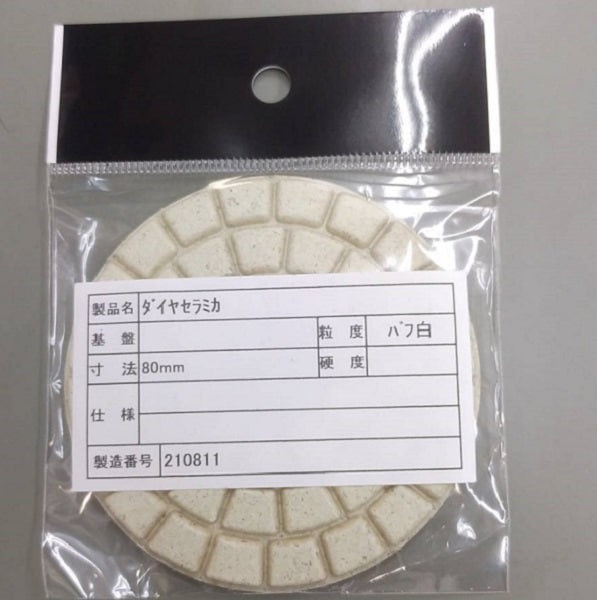 製品名 ﾀﾞｲﾔｾﾗﾐｶ
基盤 粒度 ﾊﾞﾌ白
寸法 80mm 硬度
仕様
製造番号 210811